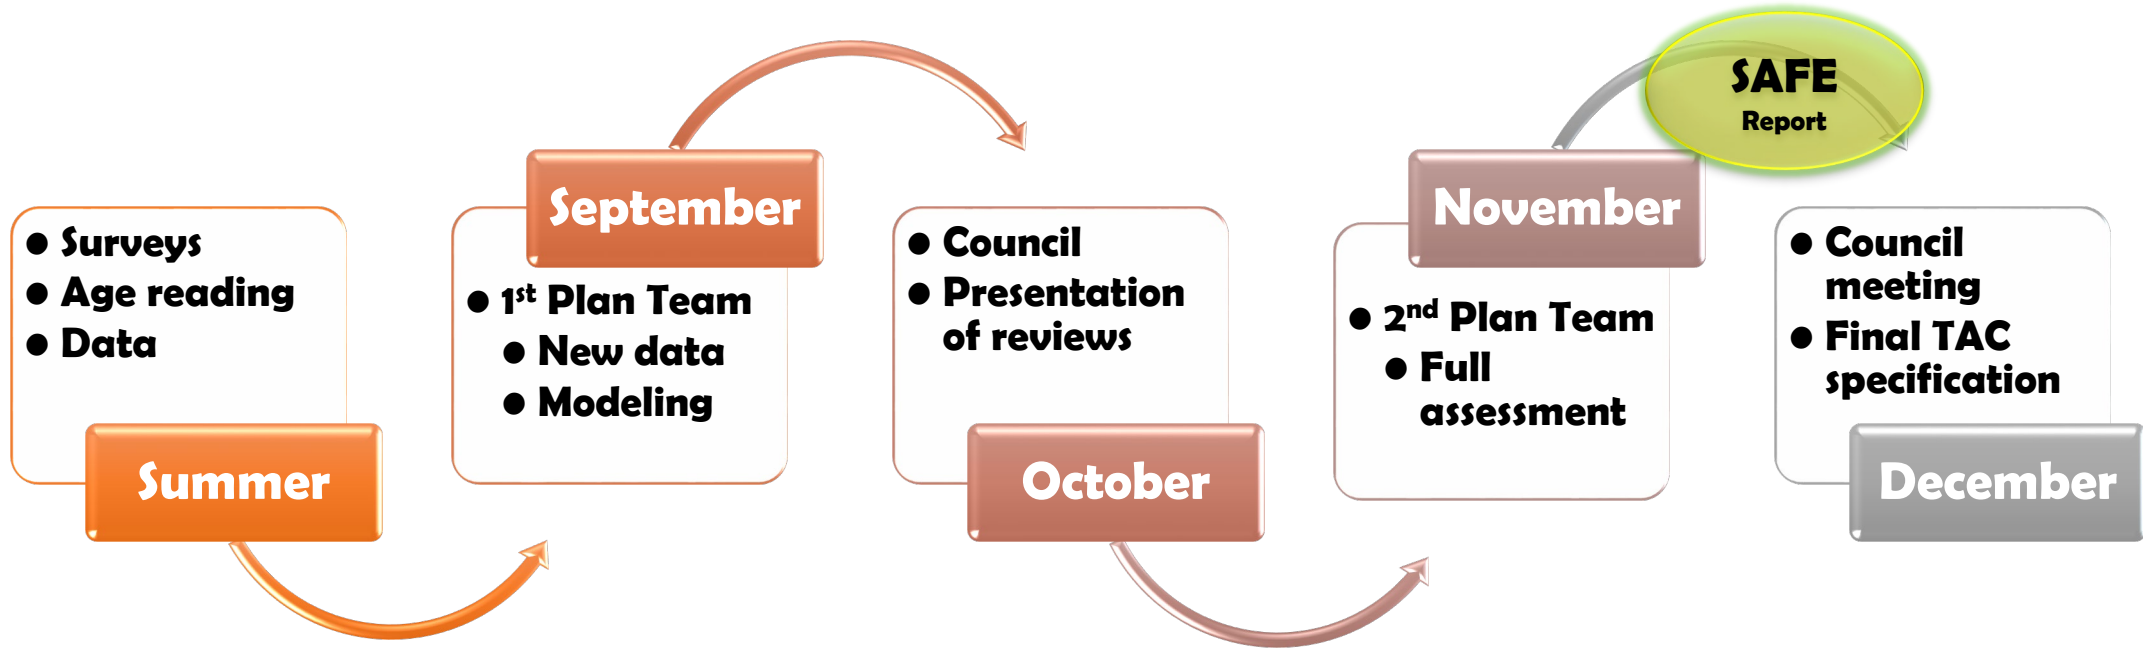 ● Surveys
● Age reading
● Data
Summer
September
● 1st Plan Team
● New data
● Modeling
● Council
● Presentation
of reviews
October
November
● 2nd Plan Team
● Full
assessment
SAFE
Report
● Council
meeting
● Final TAC
specification
December